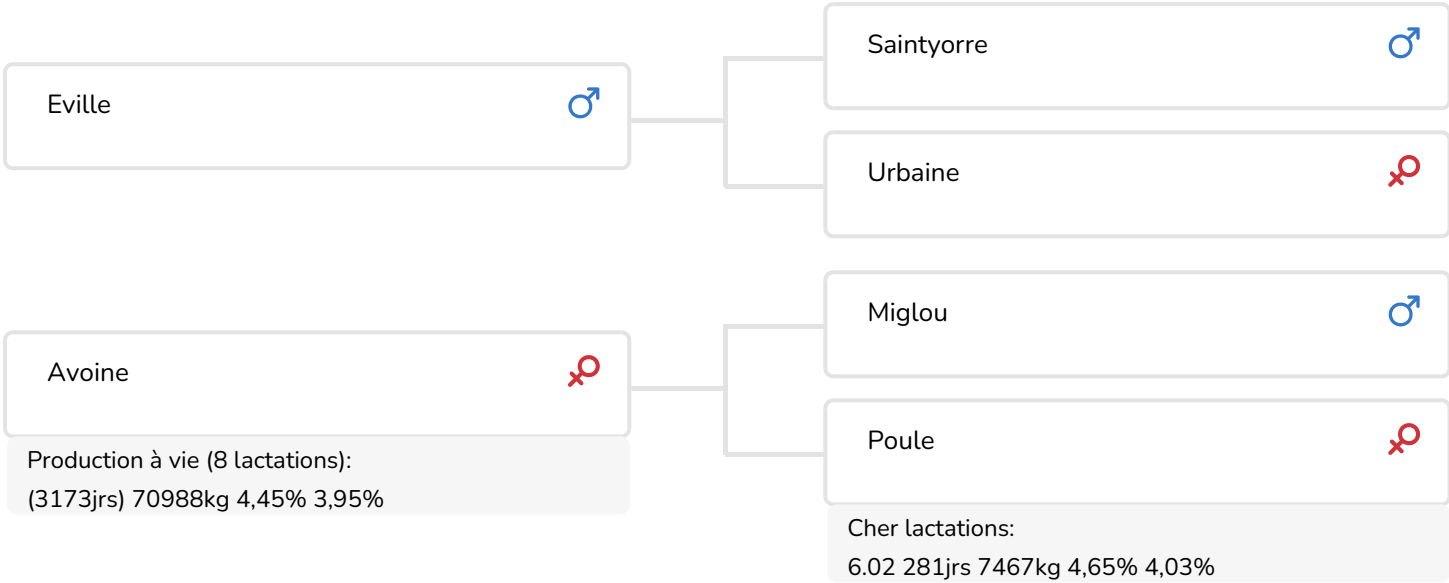 Eville
Saintyorre
Urbaine
Avoine
Production à vie (8 lactations):
(3173jrs) 70988kg 4,45% 3,95%
Miglou
Poule
Cher lactations:
6.02 281jrs 7467kg 4,65% 4,03%